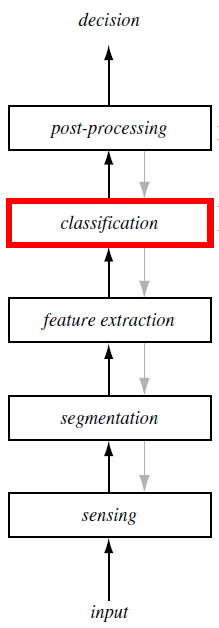 decision
post-processing
classification
feature extraction
segmentation
sensing
input